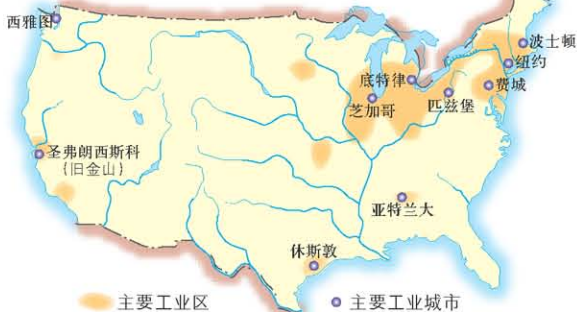 西雅图
波士顿
纽约
底特律
费城
芝加哥
匹兹堡
圣弗朗西斯科
(旧金山)
亚特兰大
休斯敦
主要工业区
主要工业城市